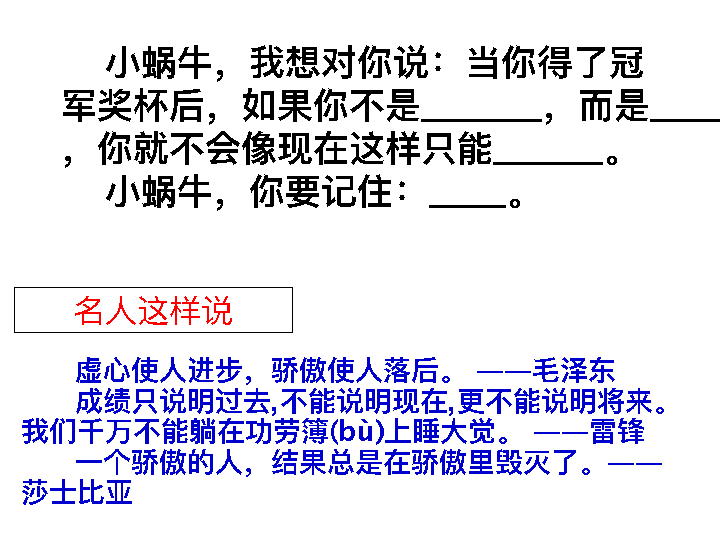 小蜗牛，我想对你说：当你得了冠
军奖杯后，如果你不是______，而是____
，你就不会像现在这样只能______。
小蜗牛，你要记住：____。
名人这样说
虚心使人进步，骄傲使人落后。 ——毛泽东
成绩只说明过去,不能说明现在,更不能说明将来。
我们千万不能躺在功劳簿(bù)上睡大觉。 ——雷锋
一个骄傲的人，结果总是在骄傲里毁灭了。——
莎士比亚